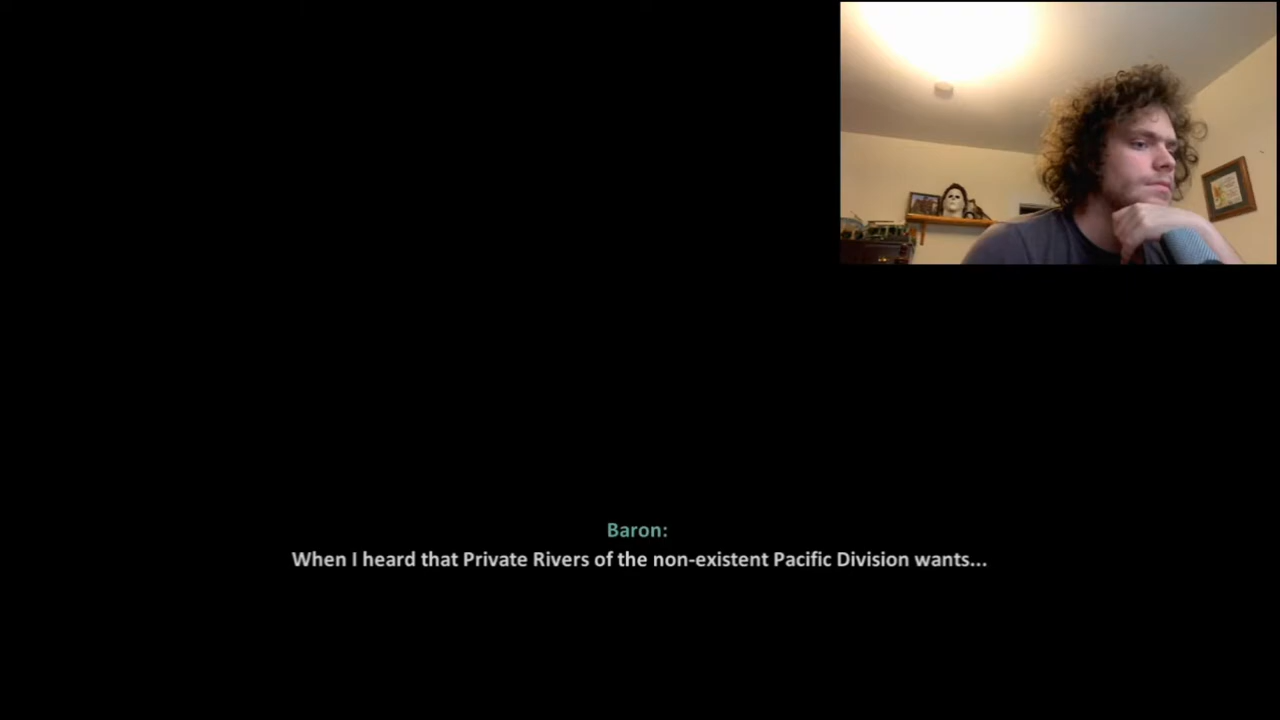 Baron:
When I heard that Private Rivers of the non-existent Pacific Division wants...